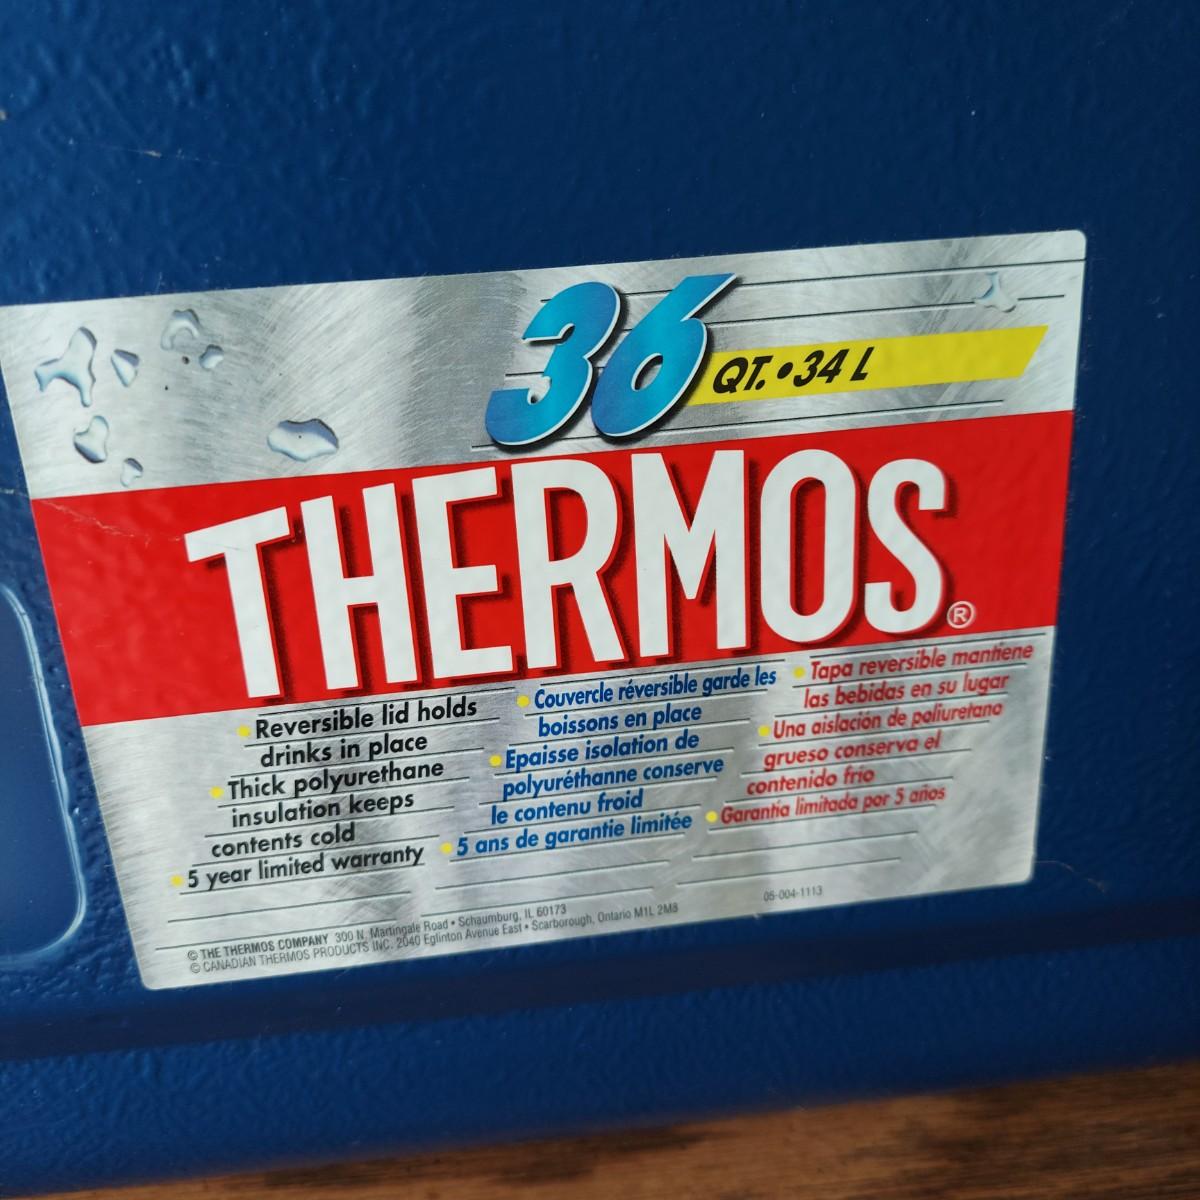 36
QT. • 34 L
THERMOS®
• Reversible lid holds
drinks in place
• Thick polyurethane
insulation keeps
contents cold
• 5 year limited warranty
• Couvercle réversible garde les
boissons en place
• Epaisse isolation de
polyuréthanne conserve
le contenu froid
• 5 ans de garantie limitée
• Tapa reversible mantiene
las bebidas en su lugar
• Una aislación de poliuretano
grueso conserva el
contenido frio
• Garantía limitada por 5 años
© THE THERMOS COMPANY 300 N. Martingale Road • Schaumburg, IL 60173
© CANADIAN THERMOS PRODUCTS INC. 2040 Eglinton Avenue East • Scarborough, Ontario M1L 2M8
06-004-1113